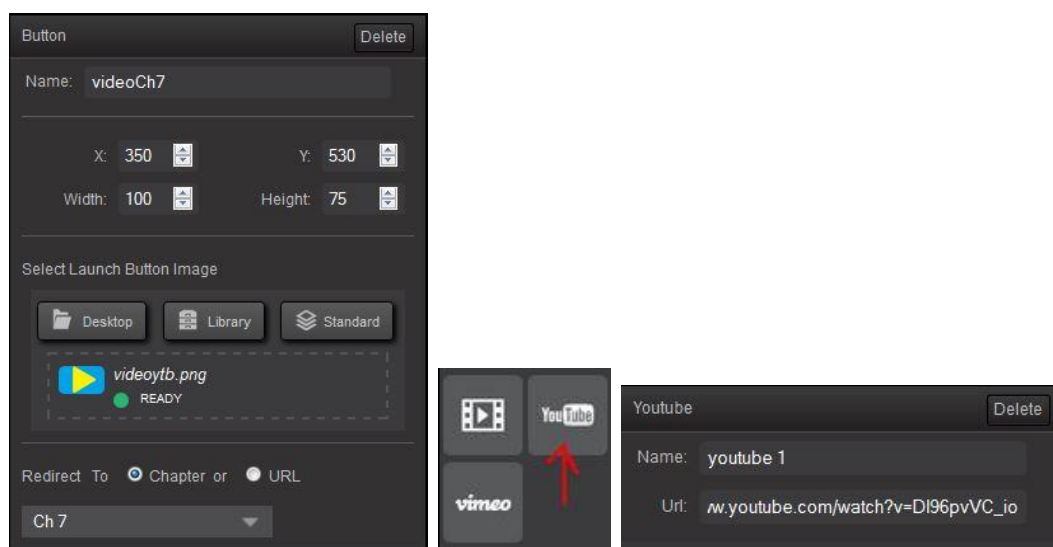 Button Delete
Name: videoCh7
X: 350 Y: 530
Width: 100 Height: 75
Select Launch Button Image
Desktop Library Standard
videoytb.png
READY
Redirect To Chapter or URL
Ch 7
YouTube
vimeo
Youtube Delete
Name: youtube 1
Url: w.youtube.com/watch?v=DI96pvVC_io